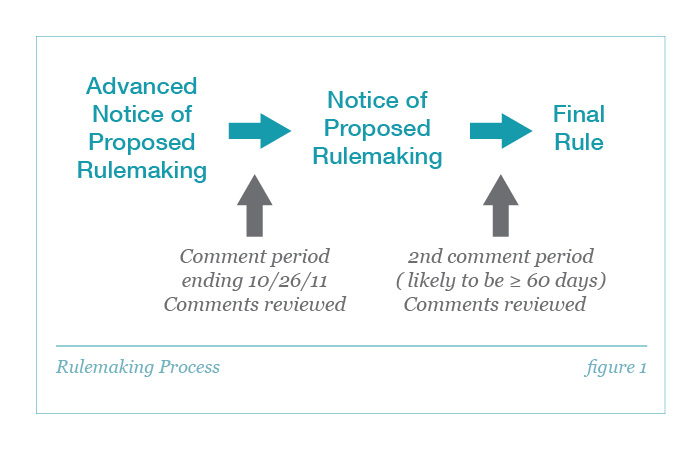 Advanced
Notice of
Proposed
Rulemaking
Notice of
Proposed
Rulemaking
Final
Rule
Comment period
ending 10/26/11
Comments reviewed
2nd comment period
( likely to be ≥ 60 days)
Comments reviewed
Rulemaking Process
figure 1